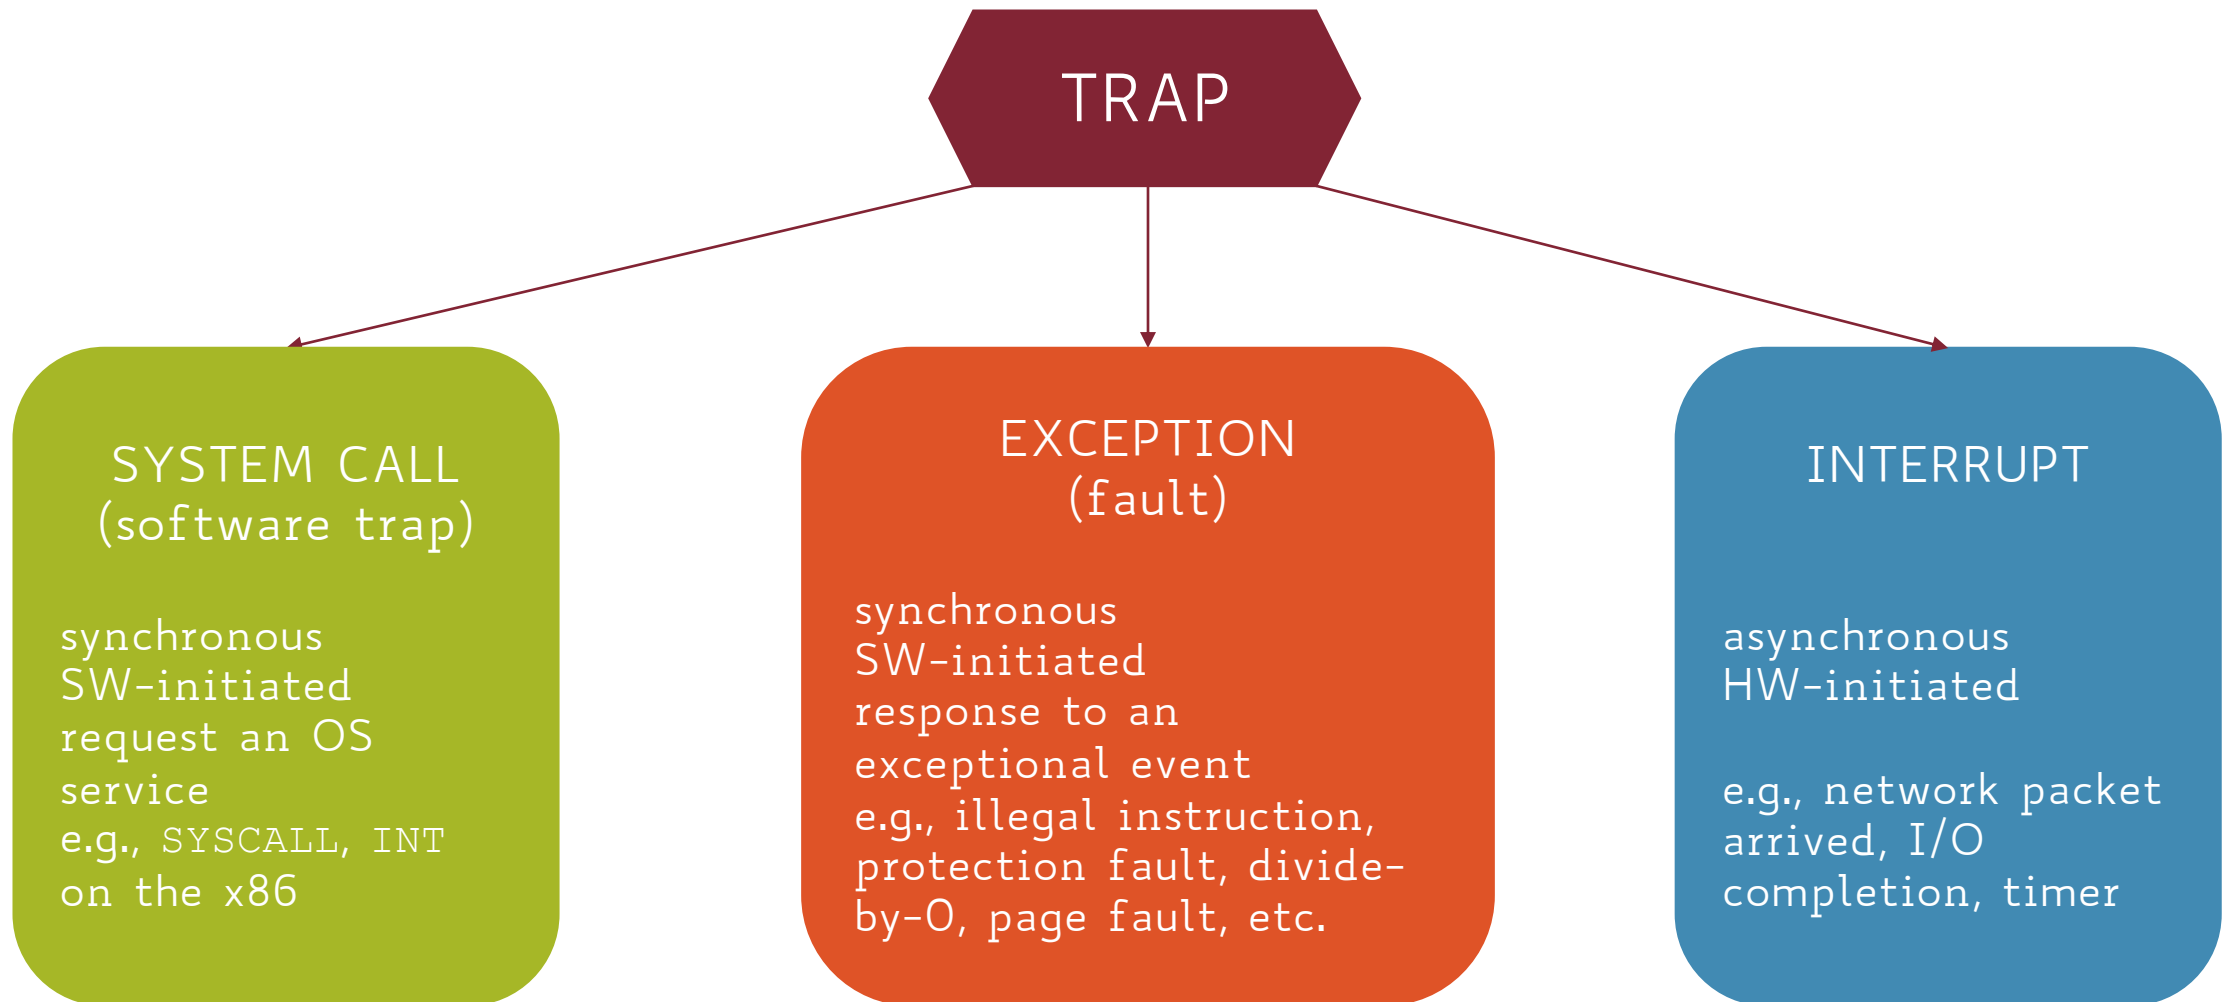 TRAP
SYSTEM CALL
(software trap)
synchronous
SW-initiated
request an OS
service
e.g., SYSCALL, INT
on the x86
EXCEPTION
(fault)
synchronous
SW-initiated
response to an
exceptional event
e.g., illegal instruction,
protection fault, divide-
by-0, page fault, etc.
INTERRUPT
asynchronous
HW-initiated
e.g., network packet
arrived, I/O
completion, timer